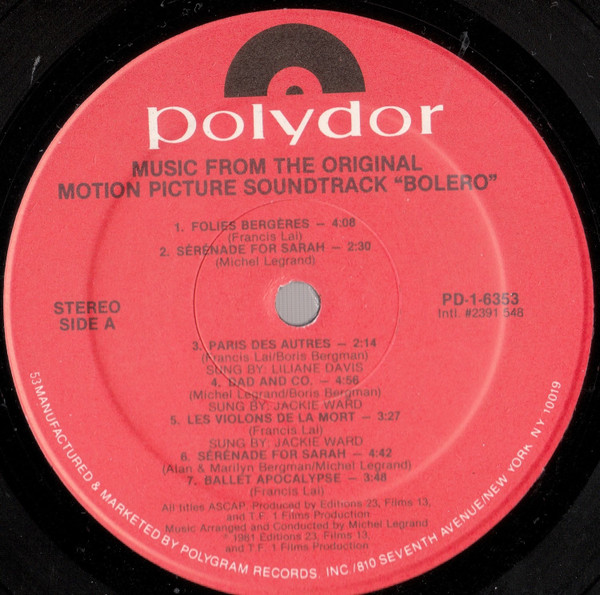 polydor
MUSIC FROM THE ORIGINAL
MOTION PICTURE SOUNDTRACK "BOLERO"
1. FOLIES BERGÈRES — 4:08
(Francis Lai)
2. SÉRÉNADE FOR SARAH — 2:30
(Michel Legrand)
STEREO
SIDE A
PD-1-6353
Intl. #2391 548
3. PARIS DES AUTRES — 2:14
(Francis Lai/Boris Bergman)
SUNG BY: LILIANE DAVIS
4. DAD AND CO. — 4:56
(Michel Legrand/Boris Bergman)
SUNG BY: JACKIE WARD
5. LES VIOLONS DE LA MORT — 3:27
(Francis Lai)
SUNG BY: JACKIE WARD
6. SÉRÉNADE FOR SARAH — 4:42
(Alan & Marilyn Bergman/Michel Legrand)
7. BALLET APOCALYPSE — 3:48
(Francis Lai)
All titles ASCAP. Produced by Editions 23, Films 13,
and T.F. 1 Films Production
Music Arranged and Conducted by Michel Legrand
℗ 1981 Editions 23, Films 13,
and T.F. 1 Films Production
53 MANUFACTURED & MARKETED BY POLYGRAM RECORDS, INC./810 SEVENTH AVENUE/NEW YORK, NY 10019